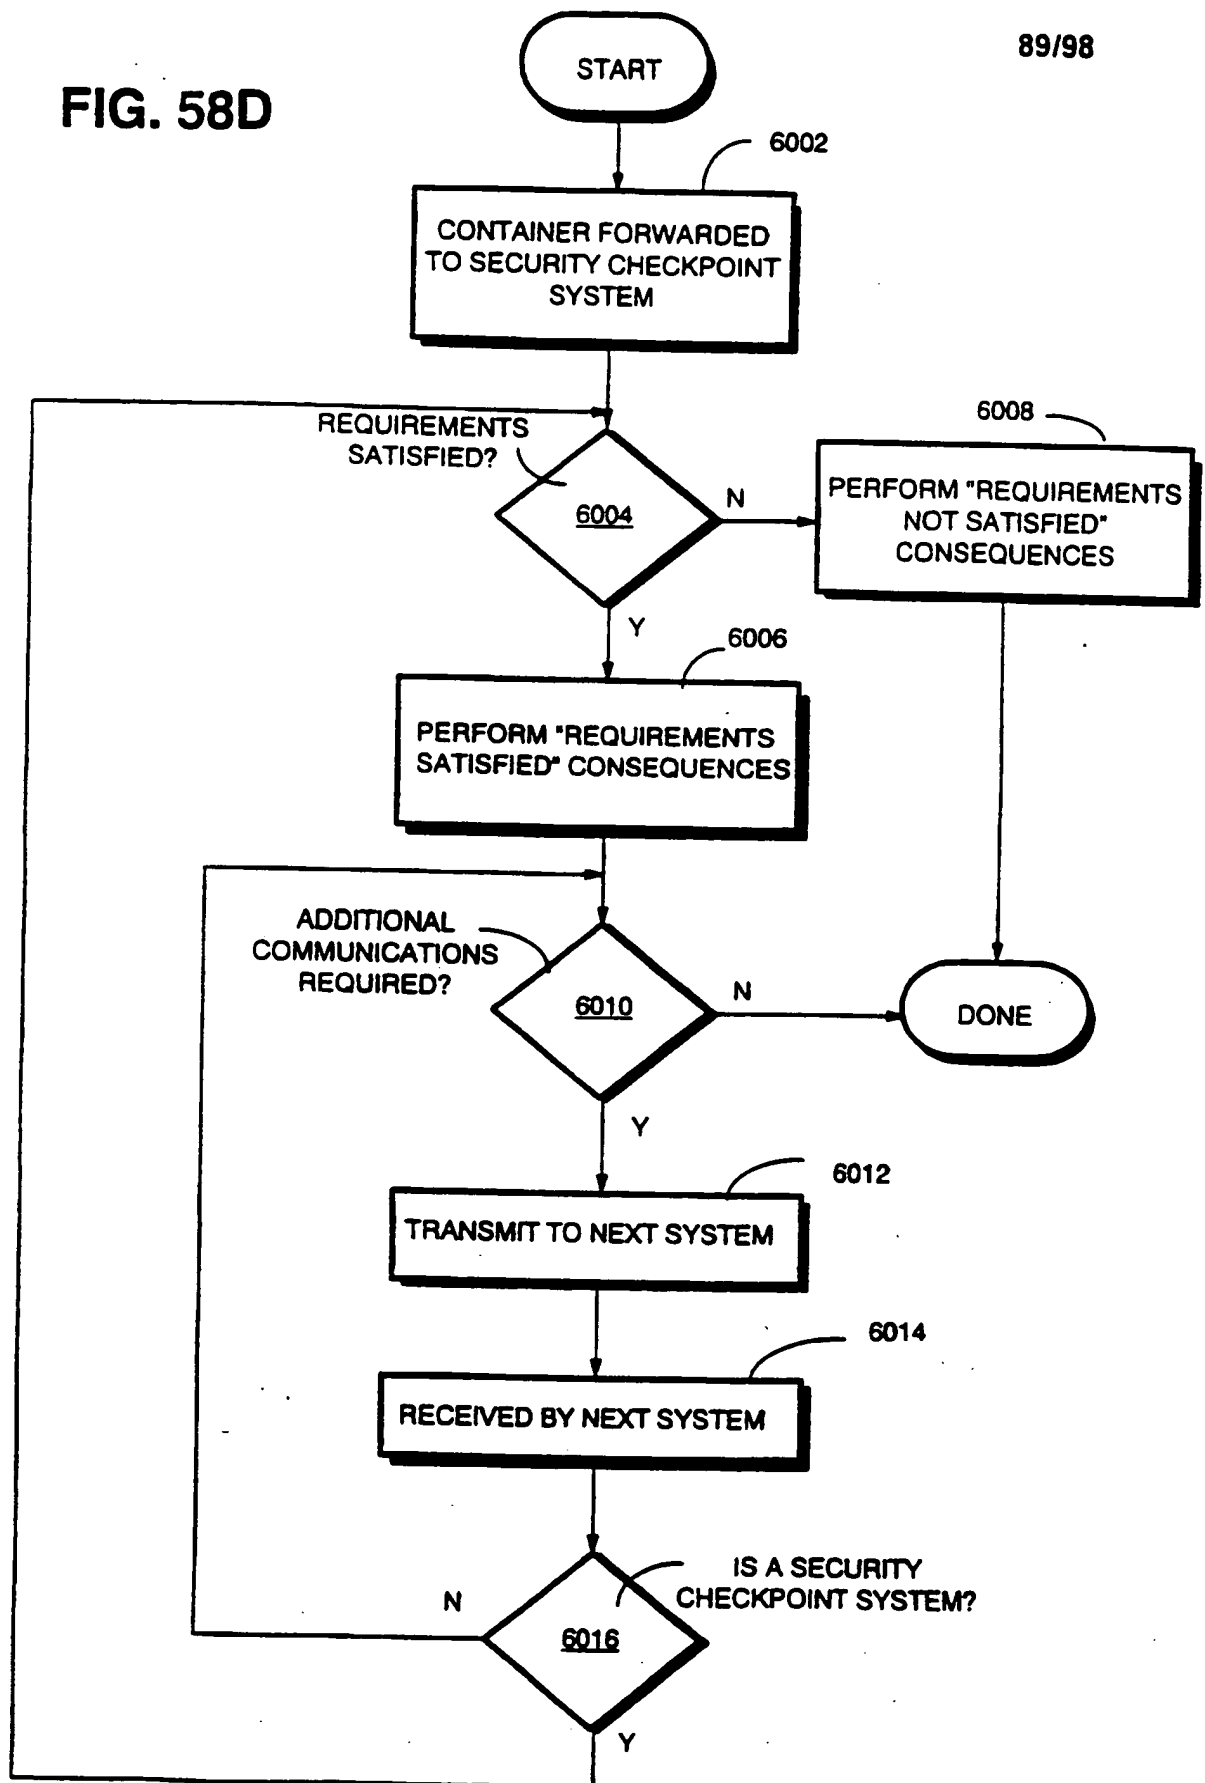 89/98
FIG. 58D
START
6002
CONTAINER FORWARDED
TO SECURITY CHECKPOINT
SYSTEM
REQUIREMENTS
SATISFIED?
6004
N
6008
PERFORM "REQUIREMENTS
NOT SATISFIED"
CONSEQUENCES
Y
6006
PERFORM "REQUIREMENTS
SATISFIED" CONSEQUENCES
ADDITIONAL
COMMUNICATIONS
REQUIRED?
6010
N
DONE
Y
6012
TRANSMIT TO NEXT SYSTEM
6014
RECEIVED BY NEXT SYSTEM
IS A SECURITY
CHECKPOINT SYSTEM?
N
6016
Y